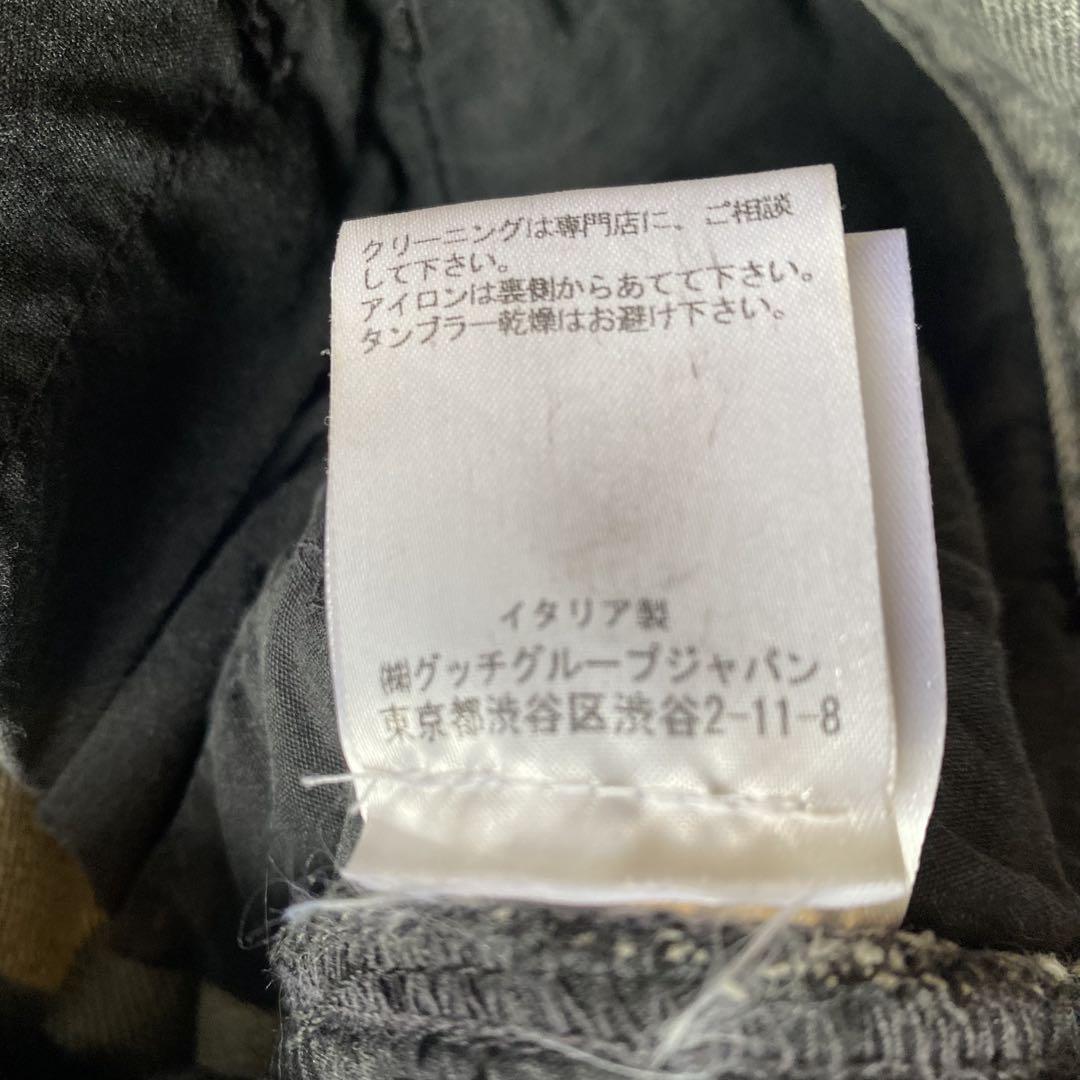 クリーニングは専門店に、ご相談
して下さい。
アイロンは裏側からあてて下さい。
タンブラー乾燥はお避け下さい。
イタリア製
㈱グッチグループジャパン
東京都渋谷区渋谷2-11-8